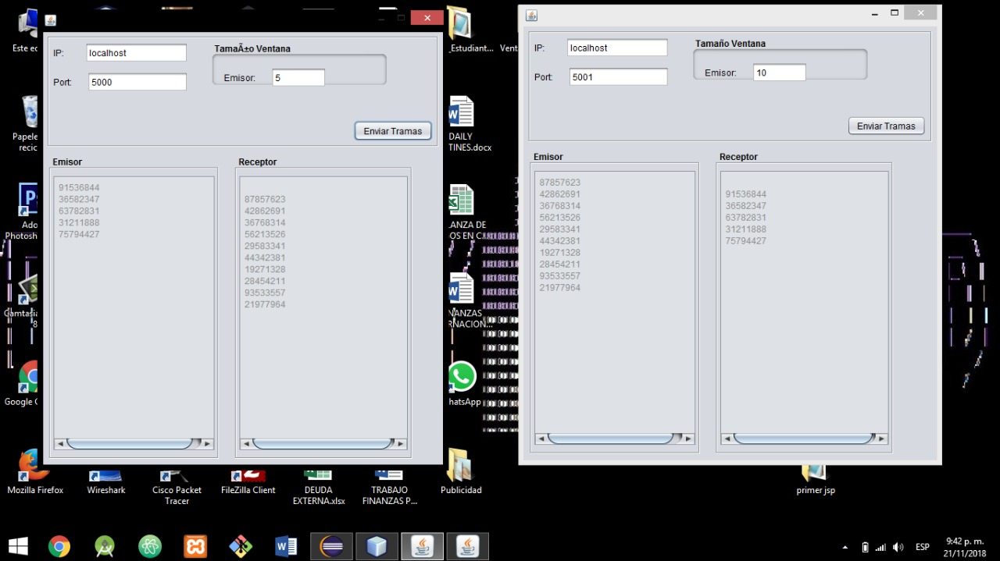 IP:
localhost
TamaÃ±o Ventana
Port:
5000
Emisor:
5
Enviar Tramas
Emisor
Receptor
91536844
36582347
63782831
31211888
75794427
87857623
42862691
36768314
56213526
29583341
44342381
19271328
28454211
93533557
21977964
IP:
localhost
Tamaño Ventana
Port:
5001
Emisor:
10
Enviar Tramas
Emisor
Receptor
87857623
42862691
36768314
56213526
29583341
44342381
19271328
28454211
93533557
21977964
91536844
36582347
63782831
31211888
75794427
Este
Papele
recic
Ado
Photosh
Camtasi
8
Google C
_Estudiant...
Vent
DAILY
TINES.docx
LANZA DE
OS EN C
NANZAS
RNACION...
hatsApp
Mozilla Firefox
Wireshark
Cisco Packet
Tracer
FileZilla Client
DEUDA
EXTERNA.xlsx
TRABAJO
FINANZAS P...
Publicidad
primer jsp
ESP
9:42 p. m.
21/11/2018